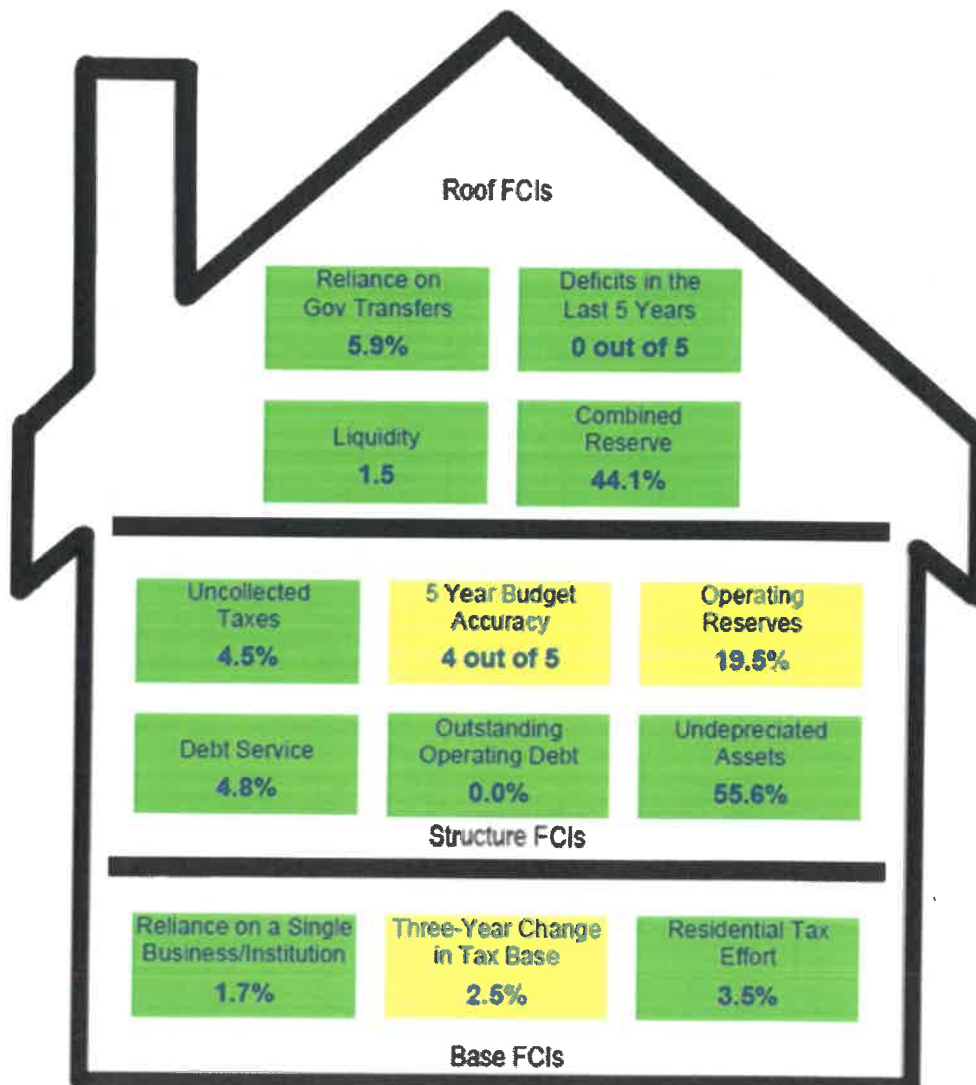 Roof FCIs
Reliance on
Gov Transfers
5.9%
Deficits in the
Last 5 Years
0 out of 5
Liquidity
1.5
Combined
Reserve
44.1%
Uncollected
Taxes
4.5%
5 Year Budget
Accuracy
4 out of 5
Operating
Reserves
19.5%
Debt Service
4.8%
Outstanding
Operating Debt
0.0%
Undepreciated
Assets
55.6%
Structure FCIs
Reliance on a Single
Business/Institution
1.7%
Three-Year Change
in Tax Base
2.5%
Residential Tax
Effort
3.5%
Base FCIs